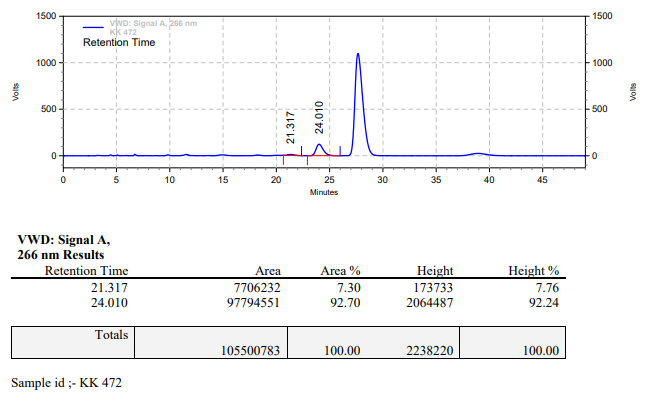 VWD: Signal A, 266 nm
KK 472
Retention Time
1500
1000
500
0
Volts
21.317
24.010
1500
1000
500
0
Volts
0 5 10 15 20 25 30 35 40 45
Minutes
VWD: Signal A,
266 nm Results
Retention Time Area Area % Height Height %
21.317 7706232 7.30 173733 7.76
24.010 97794551 92.70 2064487 92.24
Totals
105500783 100.00 2238220 100.00
Sample id ;- KK 472